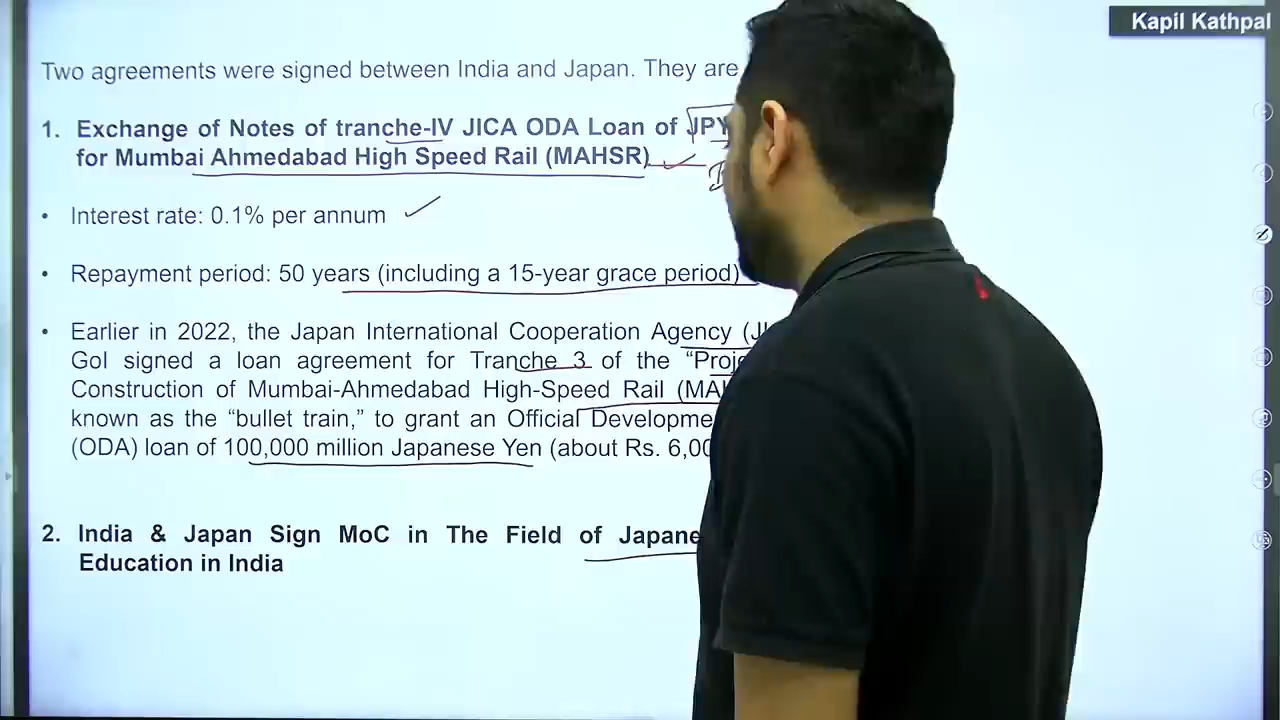 Kapil Kathpal
Two agreements were signed between India and Japan. They are
1. Exchange of Notes of tranche-IV JICA ODA Loan of JPY
for Mumbai Ahmedabad High Speed Rail (MAHSR)
• Interest rate: 0.1% per annum
• Repayment period: 50 years (including a 15-year grace period)
• Earlier in 2022, the Japan International Cooperation Agency
GoI signed a loan agreement for Tranche 3 of the
Construction of Mumbai-Ahmedabad High-Speed Rail
known as the “bullet train,” to grant an Official
(ODA) loan of 100,000 million Japanese Yen (about Rs.
2. India & Japan Sign MoC in The Field of
Education in India